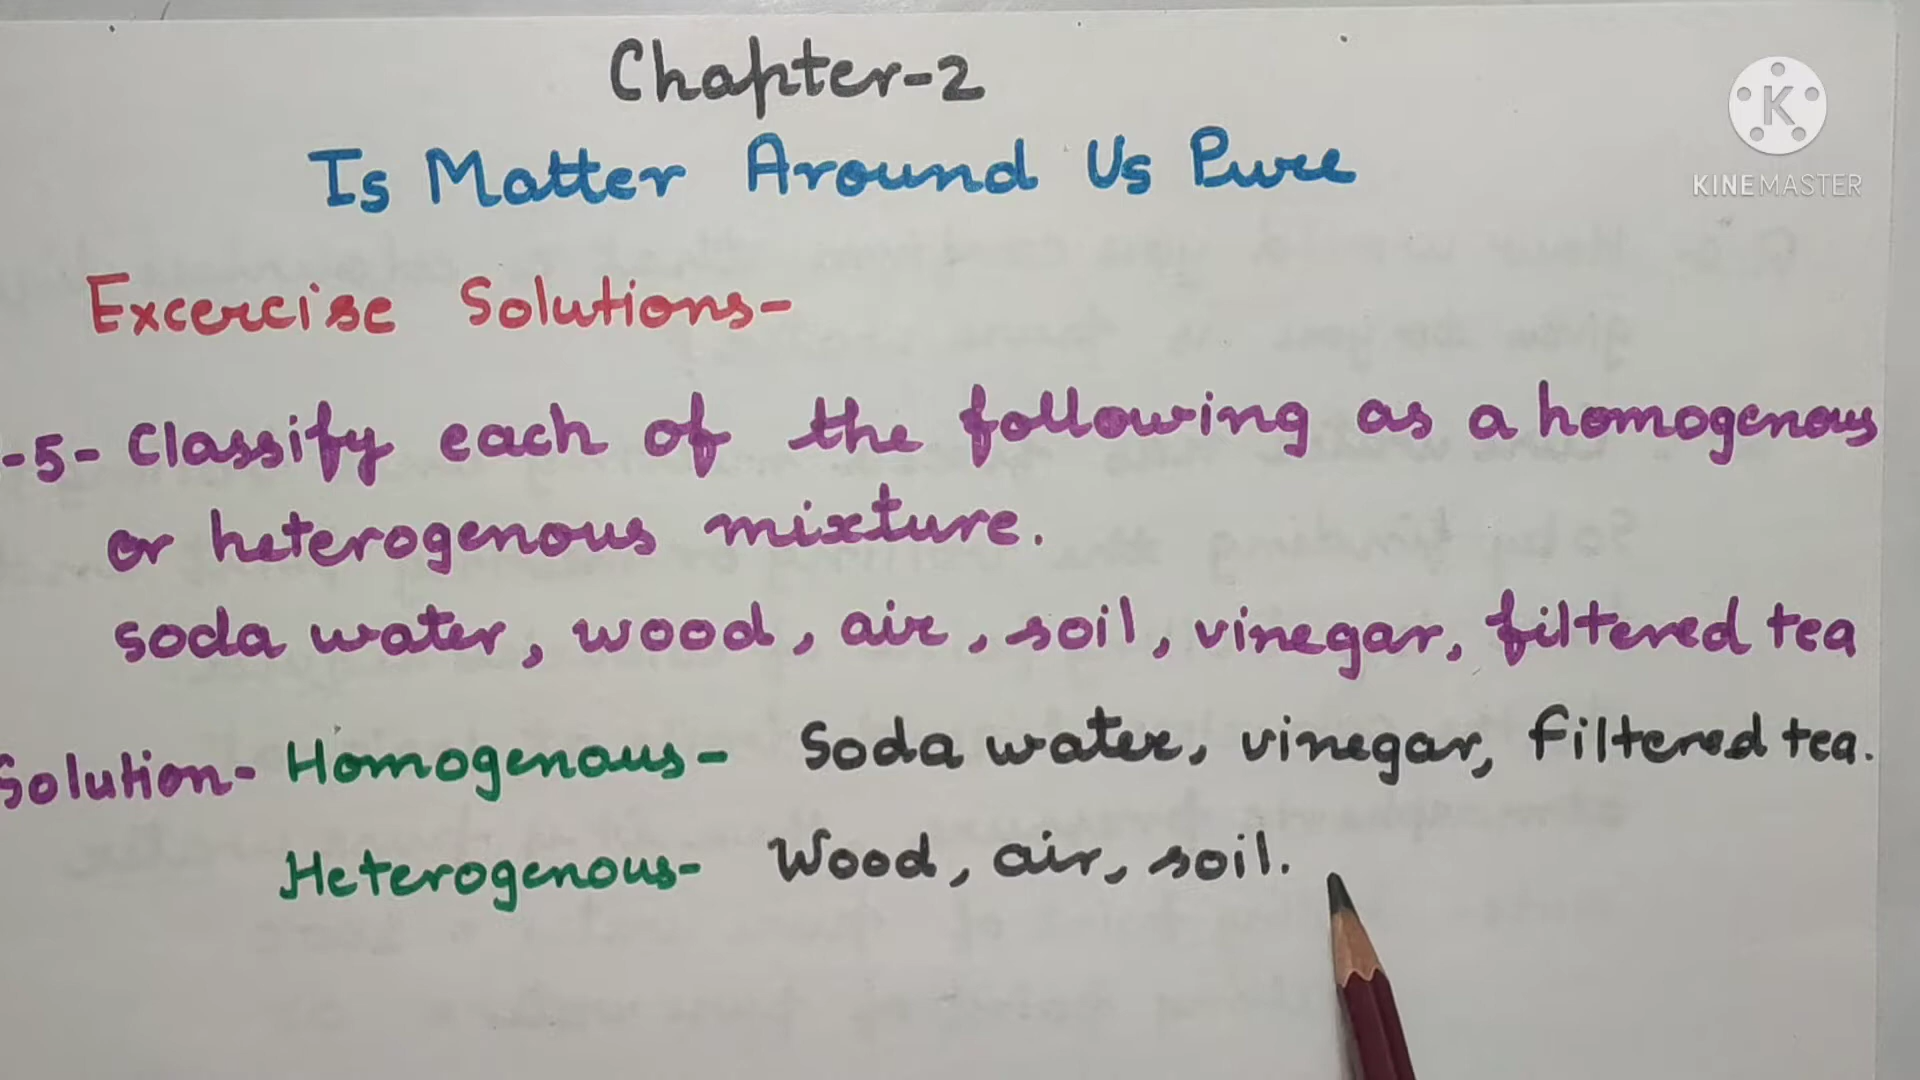 Chapter-2
KINEMASTER
Is Matter Around Us Pure
Excercise Solutions-
-5- Classify each of the following as a homogenous
or heterogenous mixture.
soda water, wood, air, soil, vinegar, filtered tea
Solution- Homogenous- Soda water, vinegar, filtered tea.
Heterogenous- Wood, air, soil.